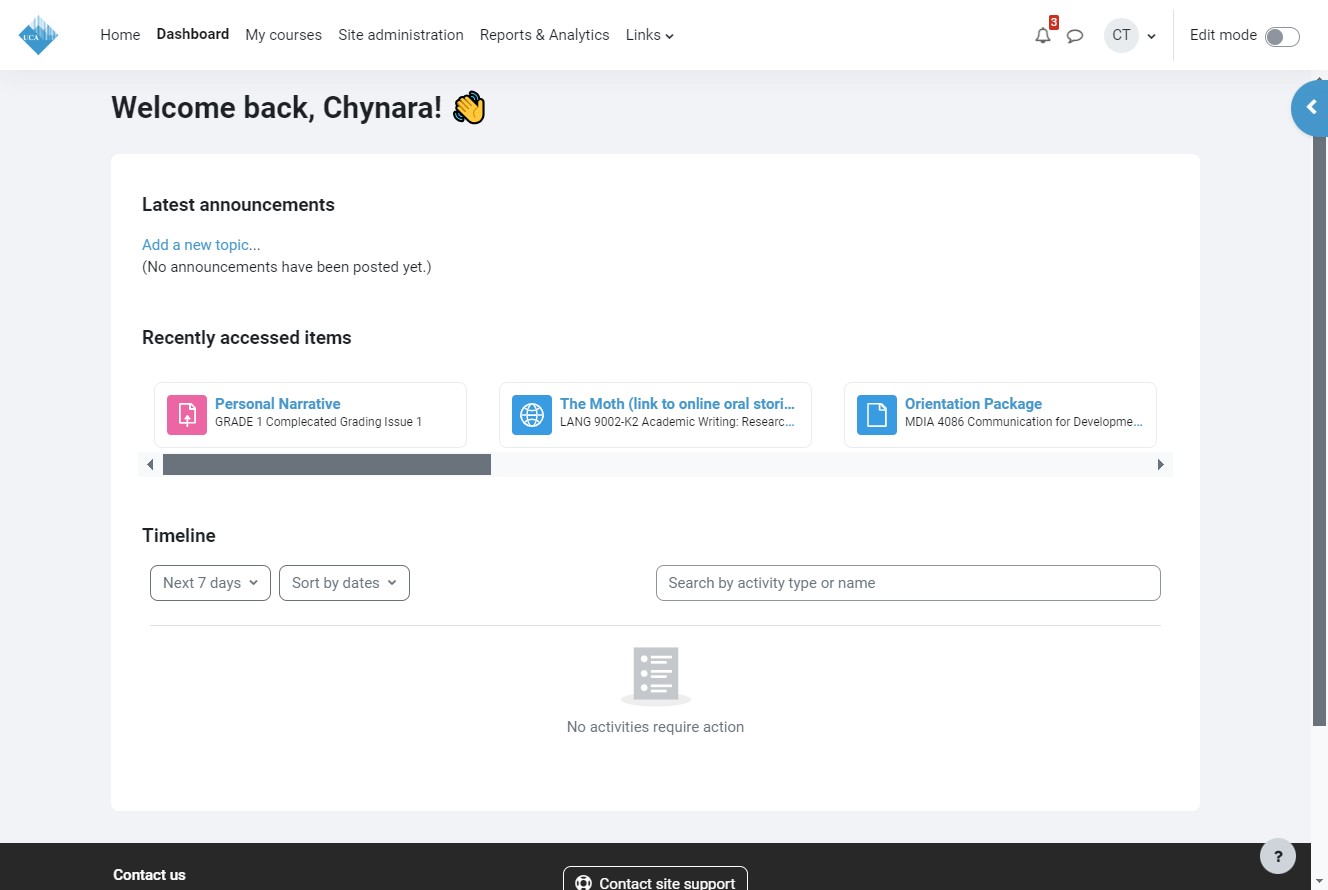 UCA
Home Dashboard My courses Site administration Reports & Analytics Links
3
CT
Edit mode
Welcome back, Chynara!
Latest announcements
Add a new topic...
(No announcements have been posted yet.)
Recently accessed items
Personal Narrative
GRADE 1 Complecated Grading Issue 1
The Moth (link to online oral stori...
LANG 9002-K2 Academic Writing: Researc...
Orientation Package
MDIA 4086 Communication for Developme...
Timeline
Next 7 days
Sort by dates
Search by activity type or name
No activities require action
?
Contact us
Contact site support